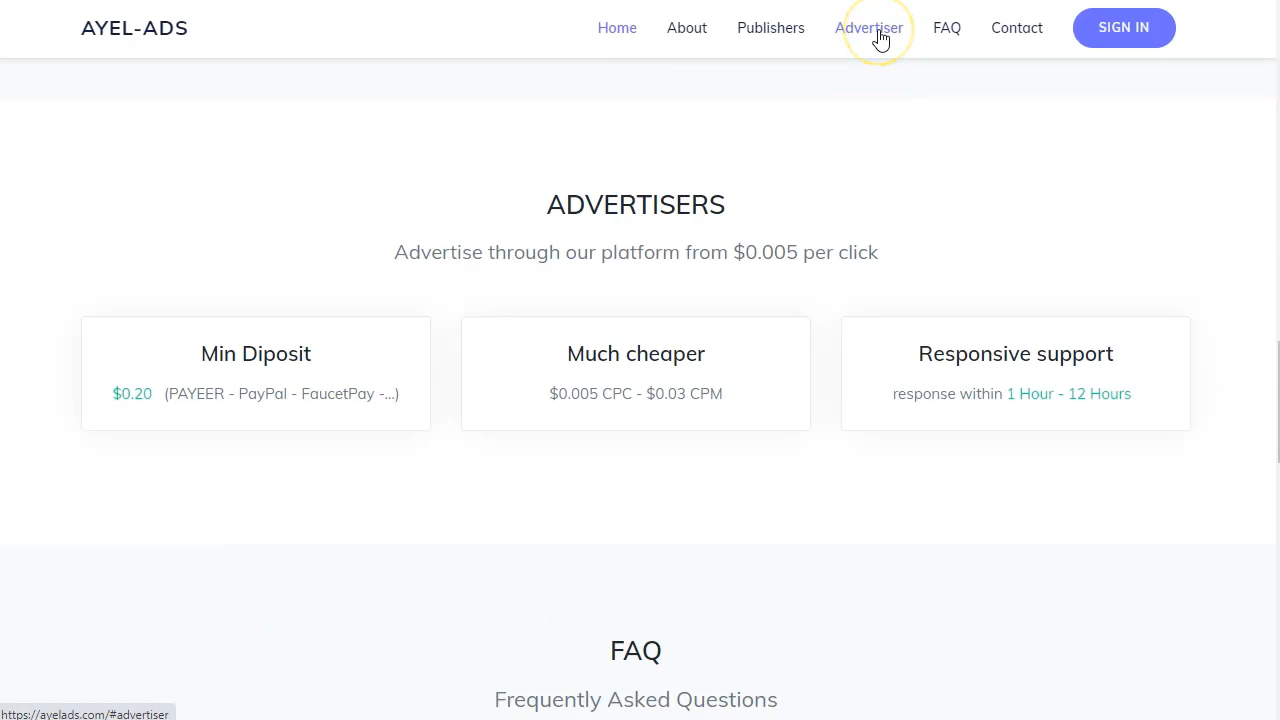 AYEL-ADS
Home About Publishers Advertiser FAQ Contact SIGN IN
ADVERTISERS
Advertise through our platform from $0.005 per click
Min Diposit
$0.20 (PAYEER - PayPal - FaucetPay -...)
Much cheaper
$0.005 CPC - $0.03 CPM
Responsive support
response within 1 Hour - 12 Hours
FAQ
Frequently Asked Questions
https://ayelads.com/#advertiser